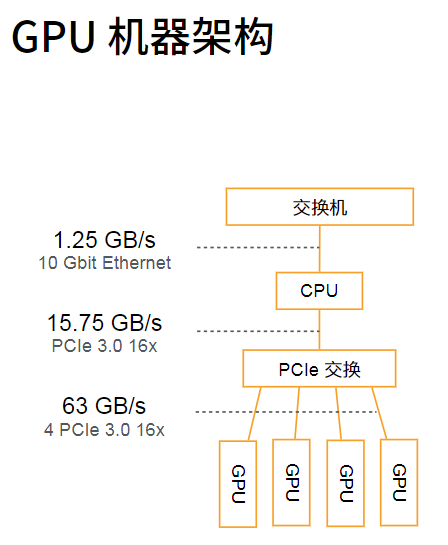 GPU 机器架构
交换机
1.25 GB/s
10 Gbit Ethernet
CPU
15.75 GB/s
PCIe 3.0 16x
PCIe 交换
63 GB/s
4 PCIe 3.0 16x
GPU
GPU
GPU
GPU